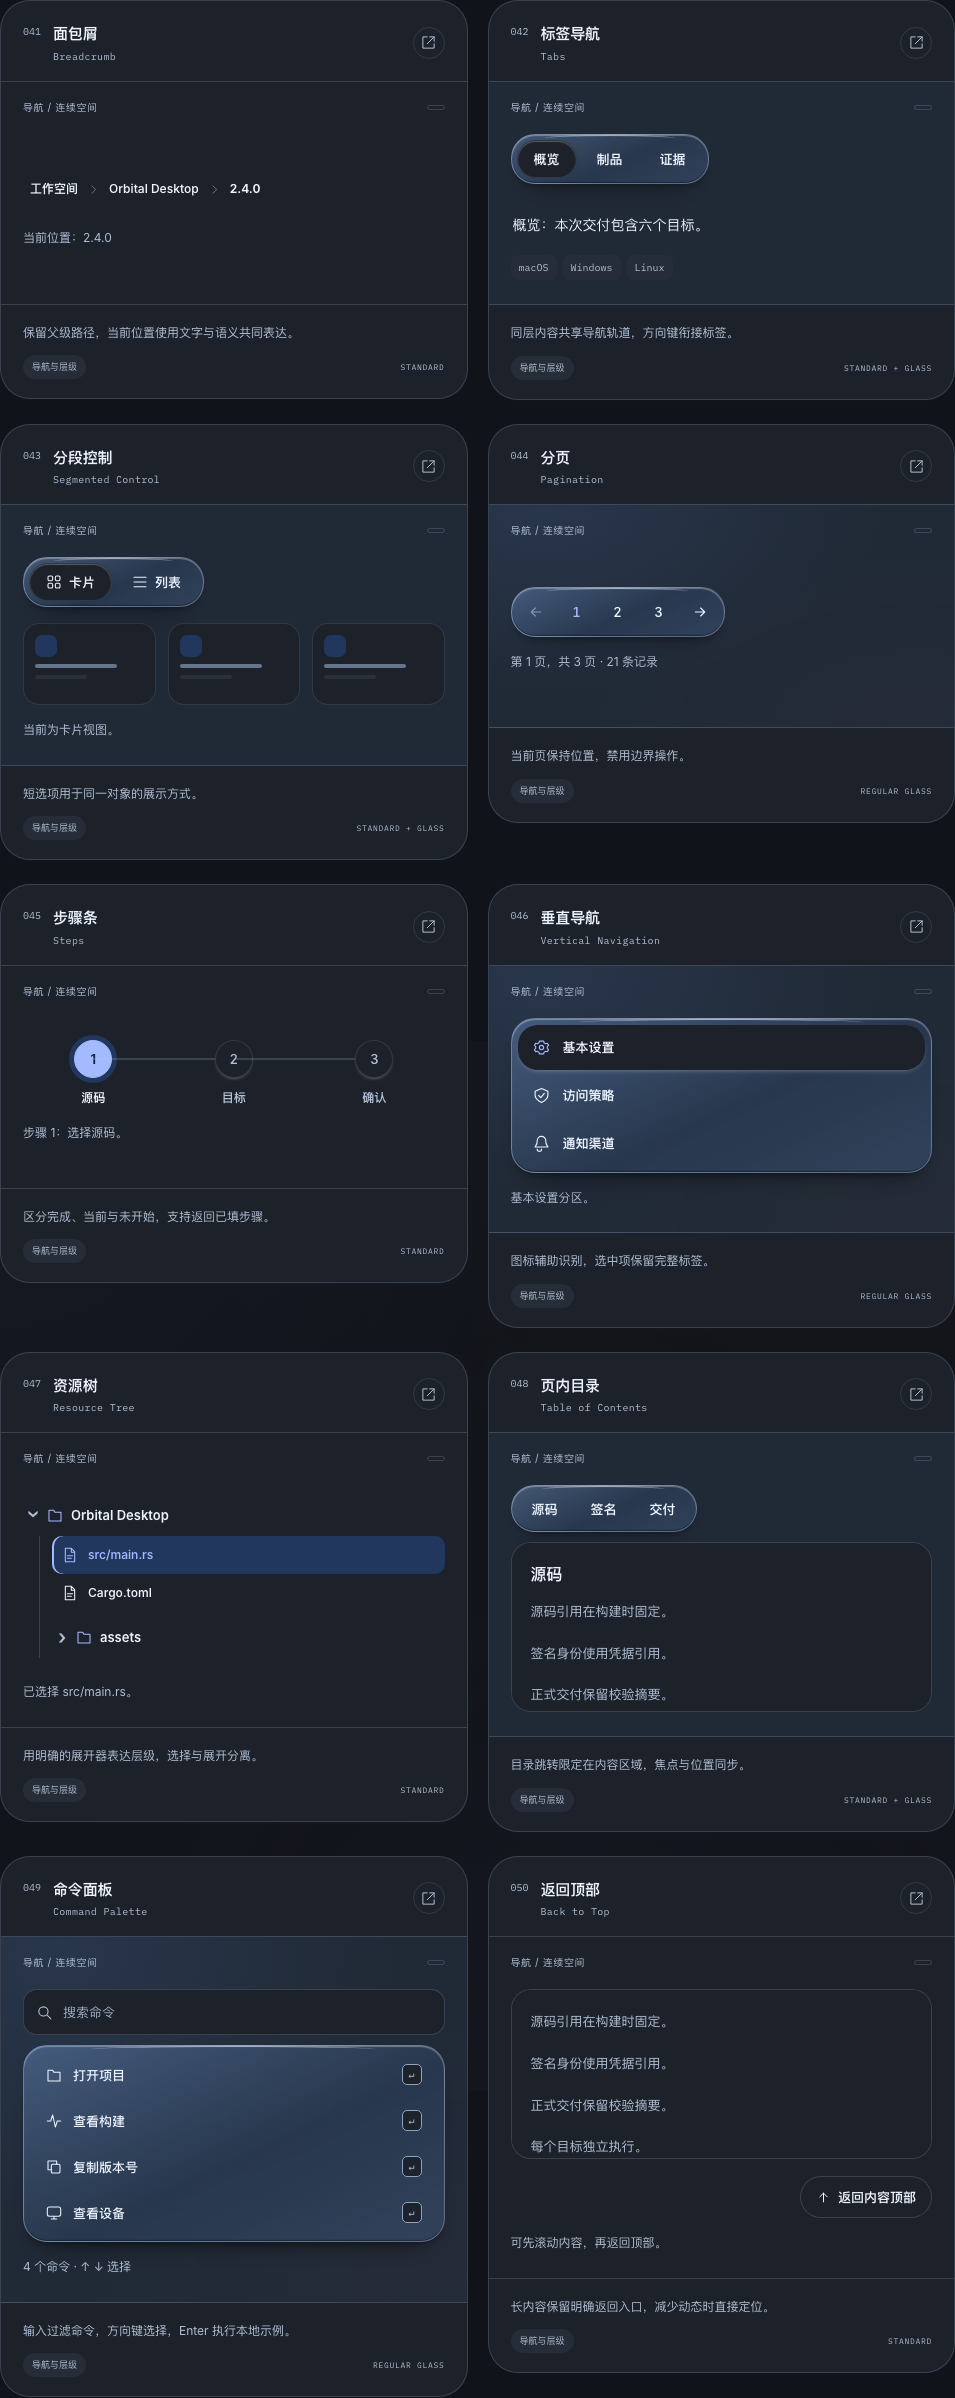 041 面包屑
Breadcrumb
导航 / 连续空间
工作空间 > Orbital Desktop > 2.4.0
当前位置：2.4.0
保留父级路径，当前位置使用文字与语义共同表达。
导航与层级 STANDARD
042 标签导航
Tabs
导航 / 连续空间
概览 制品 证据
概览：本次交付包含六个目标。
macOS Windows Linux
同层内容共享导航轨道，方向键衔接标签。
导航与层级 STANDARD + GLASS
043 分段控制
Segmented Control
导航 / 连续空间
卡片 列表
当前为卡片视图。
短选项用于同一对象的展示方式。
导航与层级 STANDARD + GLASS
044 分页
Pagination
导航 / 连续空间
← 1 2 3 →
第 1 页，共 3 页 · 21 条记录
当前页保持位置，禁用边界操作。
导航与层级 REGULAR GLASS
045 步骤条
Steps
导航 / 连续空间
1 2 3
源码 目标 确认
步骤 1：选择源码。
区分完成、当前与未开始，支持返回已填步骤。
导航与层级 STANDARD
046 垂直导航
Vertical Navigation
导航 / 连续空间
基本设置
访问策略
通知渠道
基本设置分区。
图标辅助识别，选中项保留完整标签。
导航与层级 REGULAR GLASS
047 资源树
Resource Tree
导航 / 连续空间
Orbital Desktop
src/main.rs
Cargo.toml
assets
已选择 src/main.rs。
用明确的展开器表达层级，选择与展开分离。
导航与层级 STANDARD
048 页内目录
Table of Contents
导航 / 连续空间
源码 签名 交付
源码
源码引用在构建时固定。
签名身份使用凭据引用。
正式交付保留校验摘要。
目录跳转限定在内容区域，焦点与位置同步。
导航与层级 STANDARD + GLASS
049 命令面板
Command Palette
导航 / 连续空间
搜索命令
打开项目 ↵
查看构建 ↵
复制版本号 ↵
查看设备 ↵
4 个命令 · ↑ ↓ 选择
输入过滤命令，方向键选择，Enter 执行本地示例。
导航与层级 REGULAR GLASS
050 返回顶部
Back to Top
导航 / 连续空间
源码引用在构建时固定。
签名身份使用凭据引用。
正式交付保留校验摘要。
每个目标独立执行。
↑ 返回内容顶部
可先滚动内容，再返回顶部。
长内容保留明确返回入口，减少动态时直接定位。
导航与层级 STANDARD